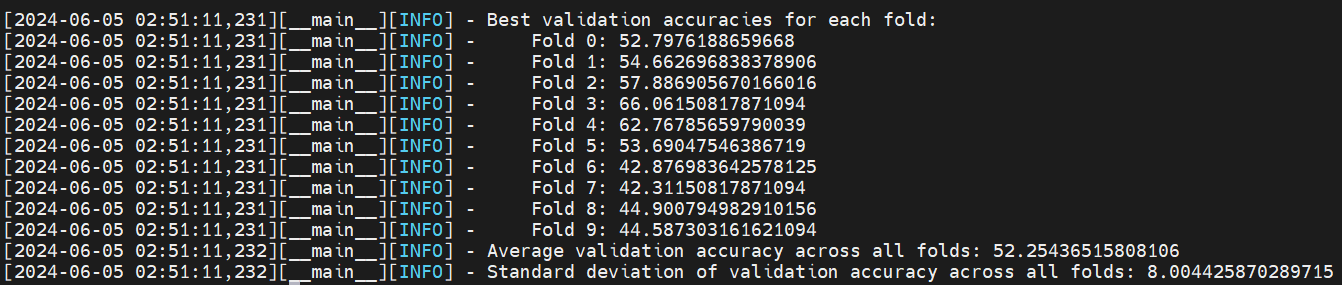 [2024-06-05 02:51:11,231][__main__][INFO] - Best validation accuracies for each fold:
[2024-06-05 02:51:11,231][__main__][INFO] -     Fold 0: 52.7976188659668
[2024-06-05 02:51:11,231][__main__][INFO] -     Fold 1: 54.662696838378906
[2024-06-05 02:51:11,231][__main__][INFO] -     Fold 2: 57.886905670166016
[2024-06-05 02:51:11,231][__main__][INFO] -     Fold 3: 66.06150817871094
[2024-06-05 02:51:11,231][__main__][INFO] -     Fold 4: 62.76785659790039
[2024-06-05 02:51:11,231][__main__][INFO] -     Fold 5: 53.69047546386719
[2024-06-05 02:51:11,231][__main__][INFO] -     Fold 6: 42.876983642578125
[2024-06-05 02:51:11,231][__main__][INFO] -     Fold 7: 42.31150817871094
[2024-06-05 02:51:11,231][__main__][INFO] -     Fold 8: 44.900794982910156
[2024-06-05 02:51:11,231][__main__][INFO] -     Fold 9: 44.587303161621094
[2024-06-05 02:51:11,232][__main__][INFO] - Average validation accuracy across all folds: 52.25436515808106
[2024-06-05 02:51:11,232][__main__][INFO] - Standard deviation of validation accuracy across all folds: 8.004425870289715